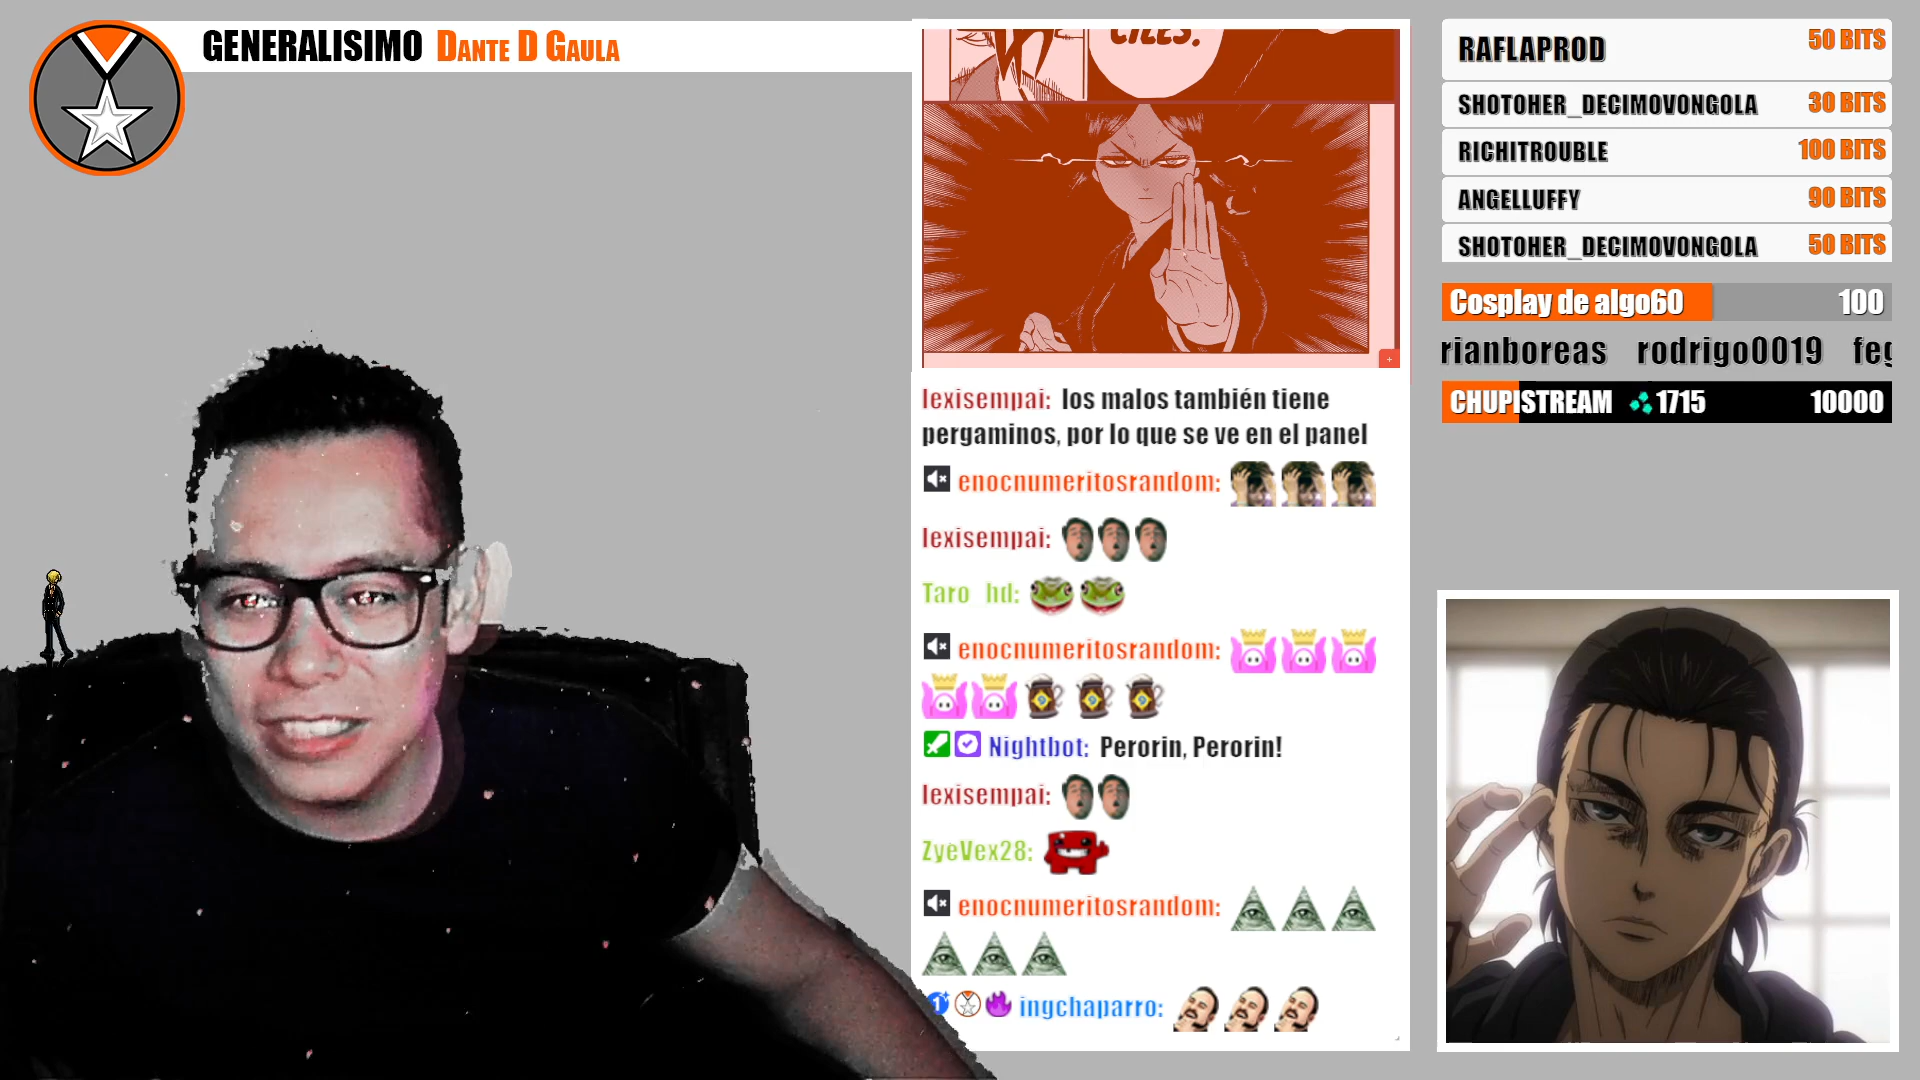 GENERALISIMO Dante D Gaula
lexisempai: los malos también tiene
pergaminos, por lo que se ve en el panel
enocnumeritosrandom:
lexisempai:
Taro_hd:
enocnumeritosrandom:
Nightbot: Perorin, Perorin!
lexisempai:
ZyeVex28:
enocnumeritosrandom:
1 ingchaparro:
RAFLAPROD 50 BITS
SHOTOHER_DECIMOVONGOLA 30 BITS
RICHITROUBLE 100 BITS
ANGELLUFFY 90 BITS
SHOTOHER_DECIMOVONGOLA 50 BITS
Cosplay de algo60 100
rianboreas rodrigo0019
CHUPISTREAM 1715 10000